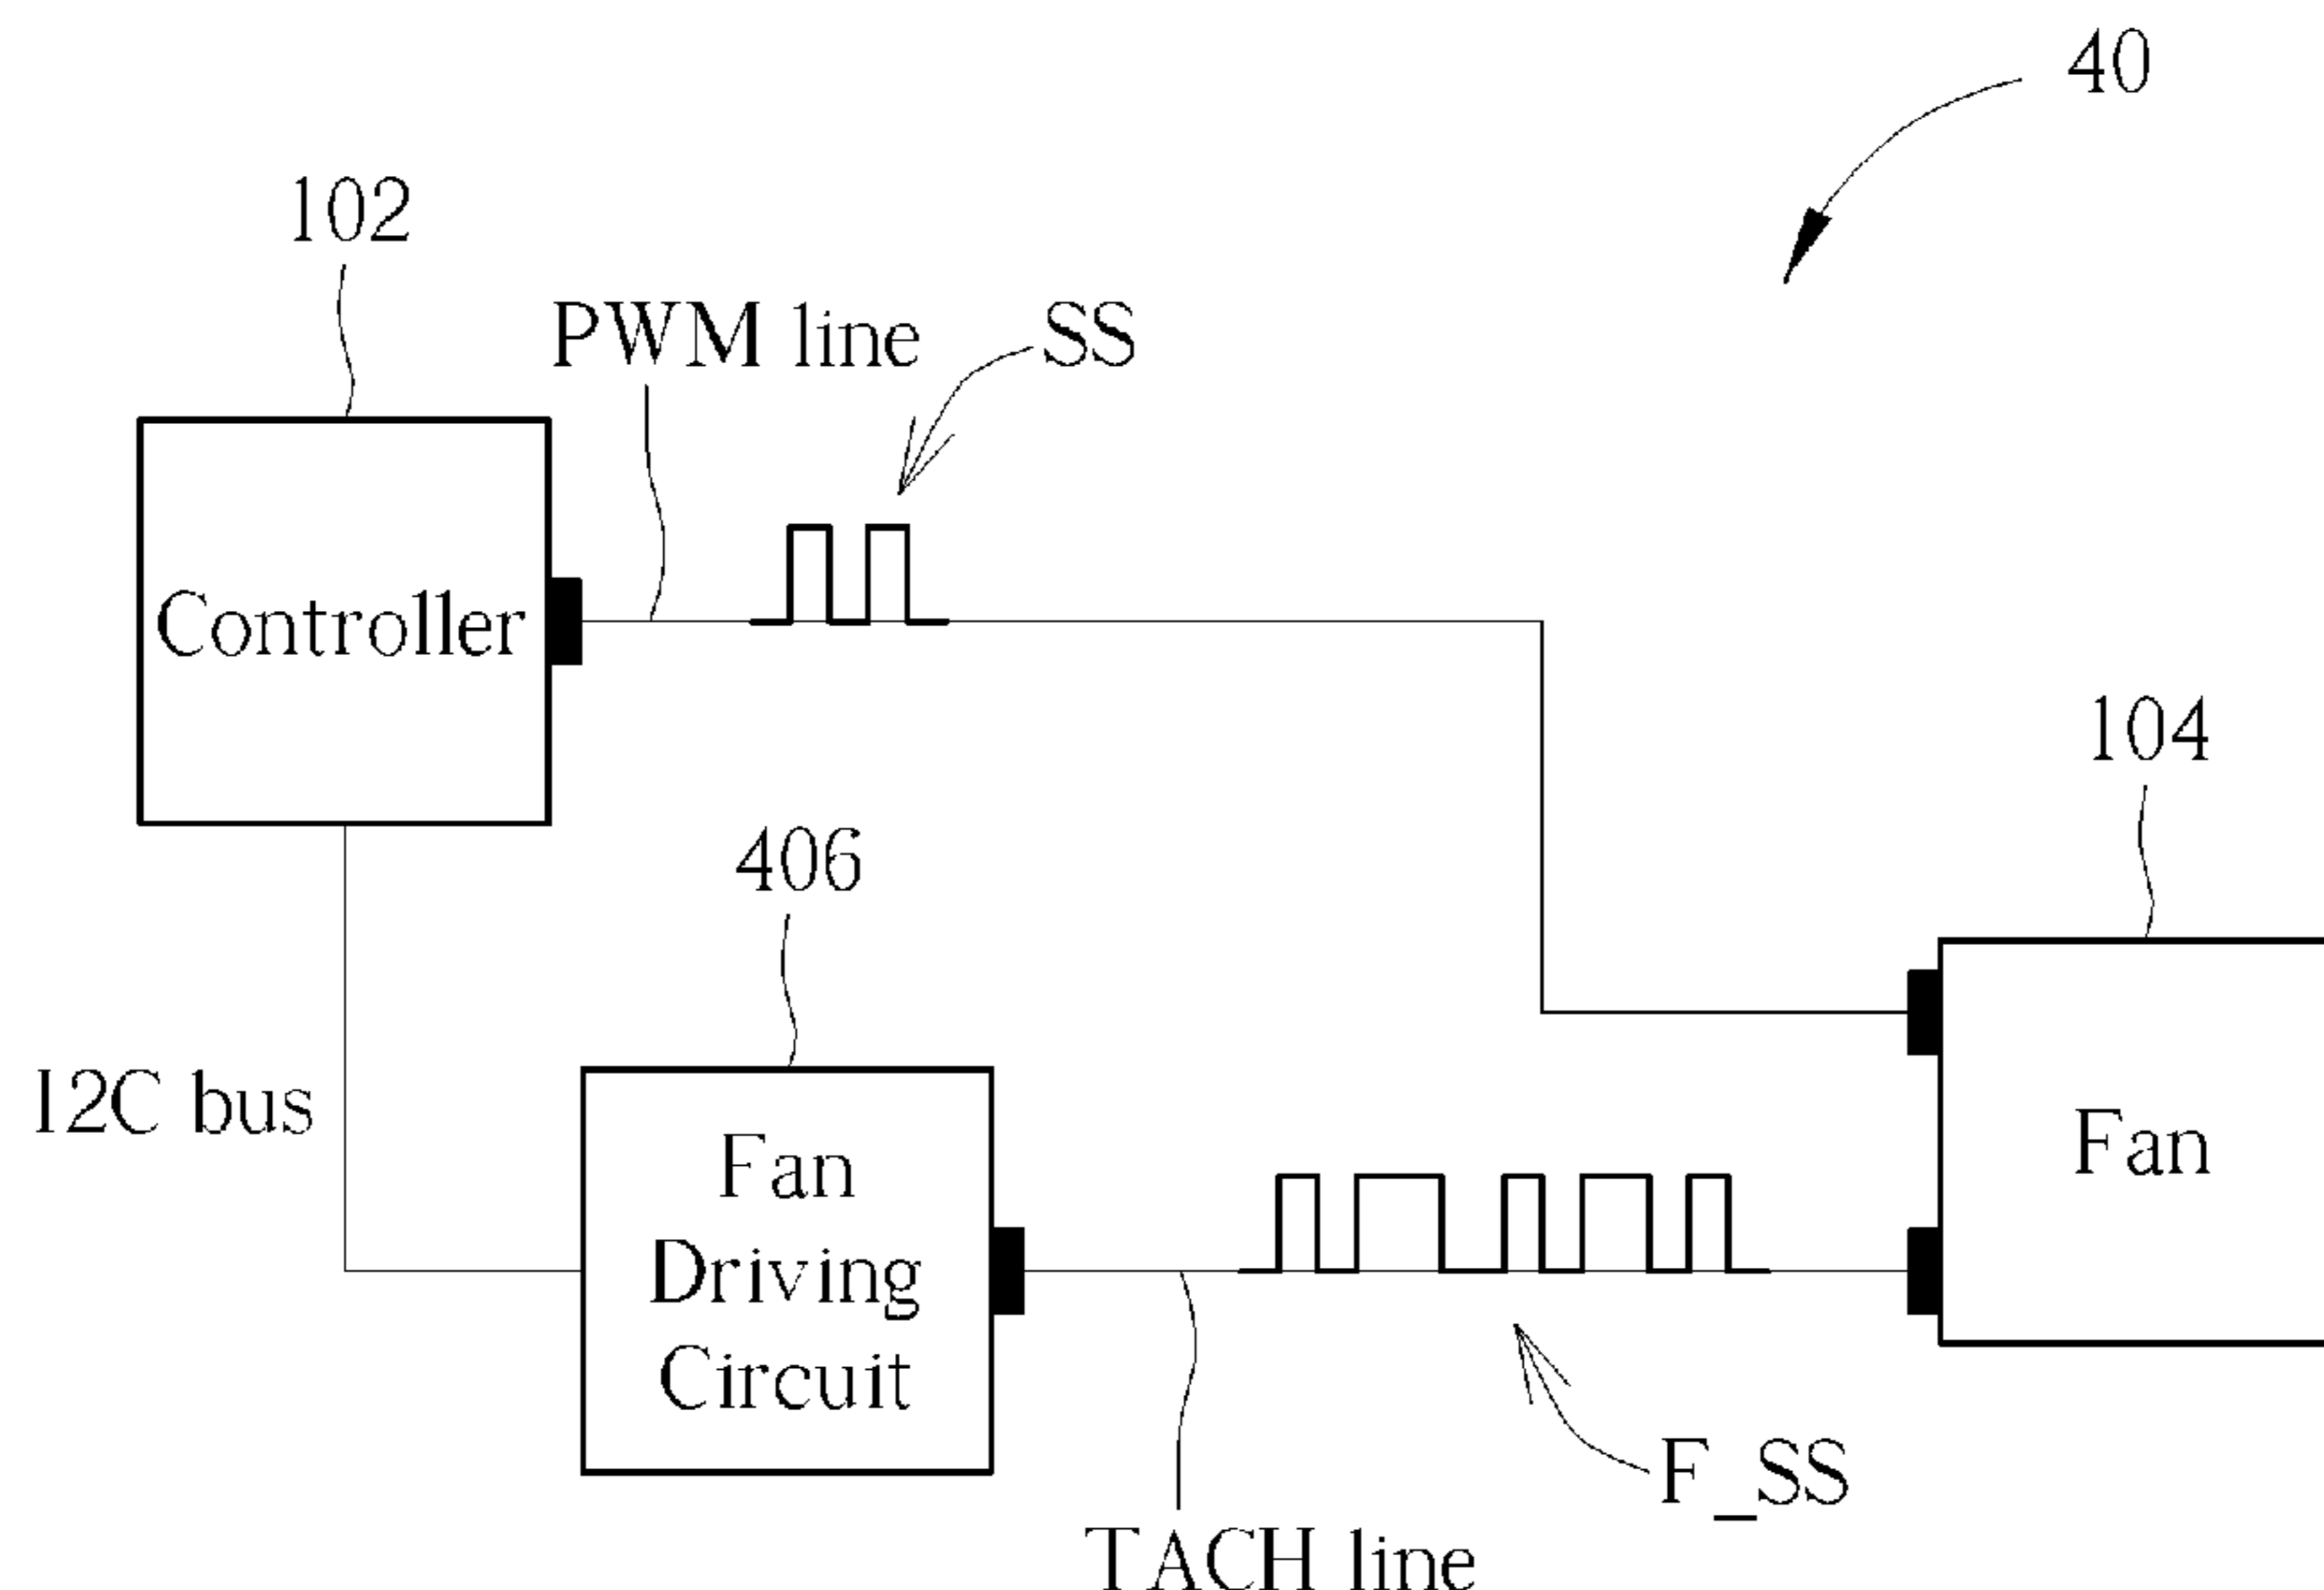 40
102
PWM line
SS
Controller
104
406
I2C bus
Fan
Driving
Circuit
Fan
F_SS
TACH line